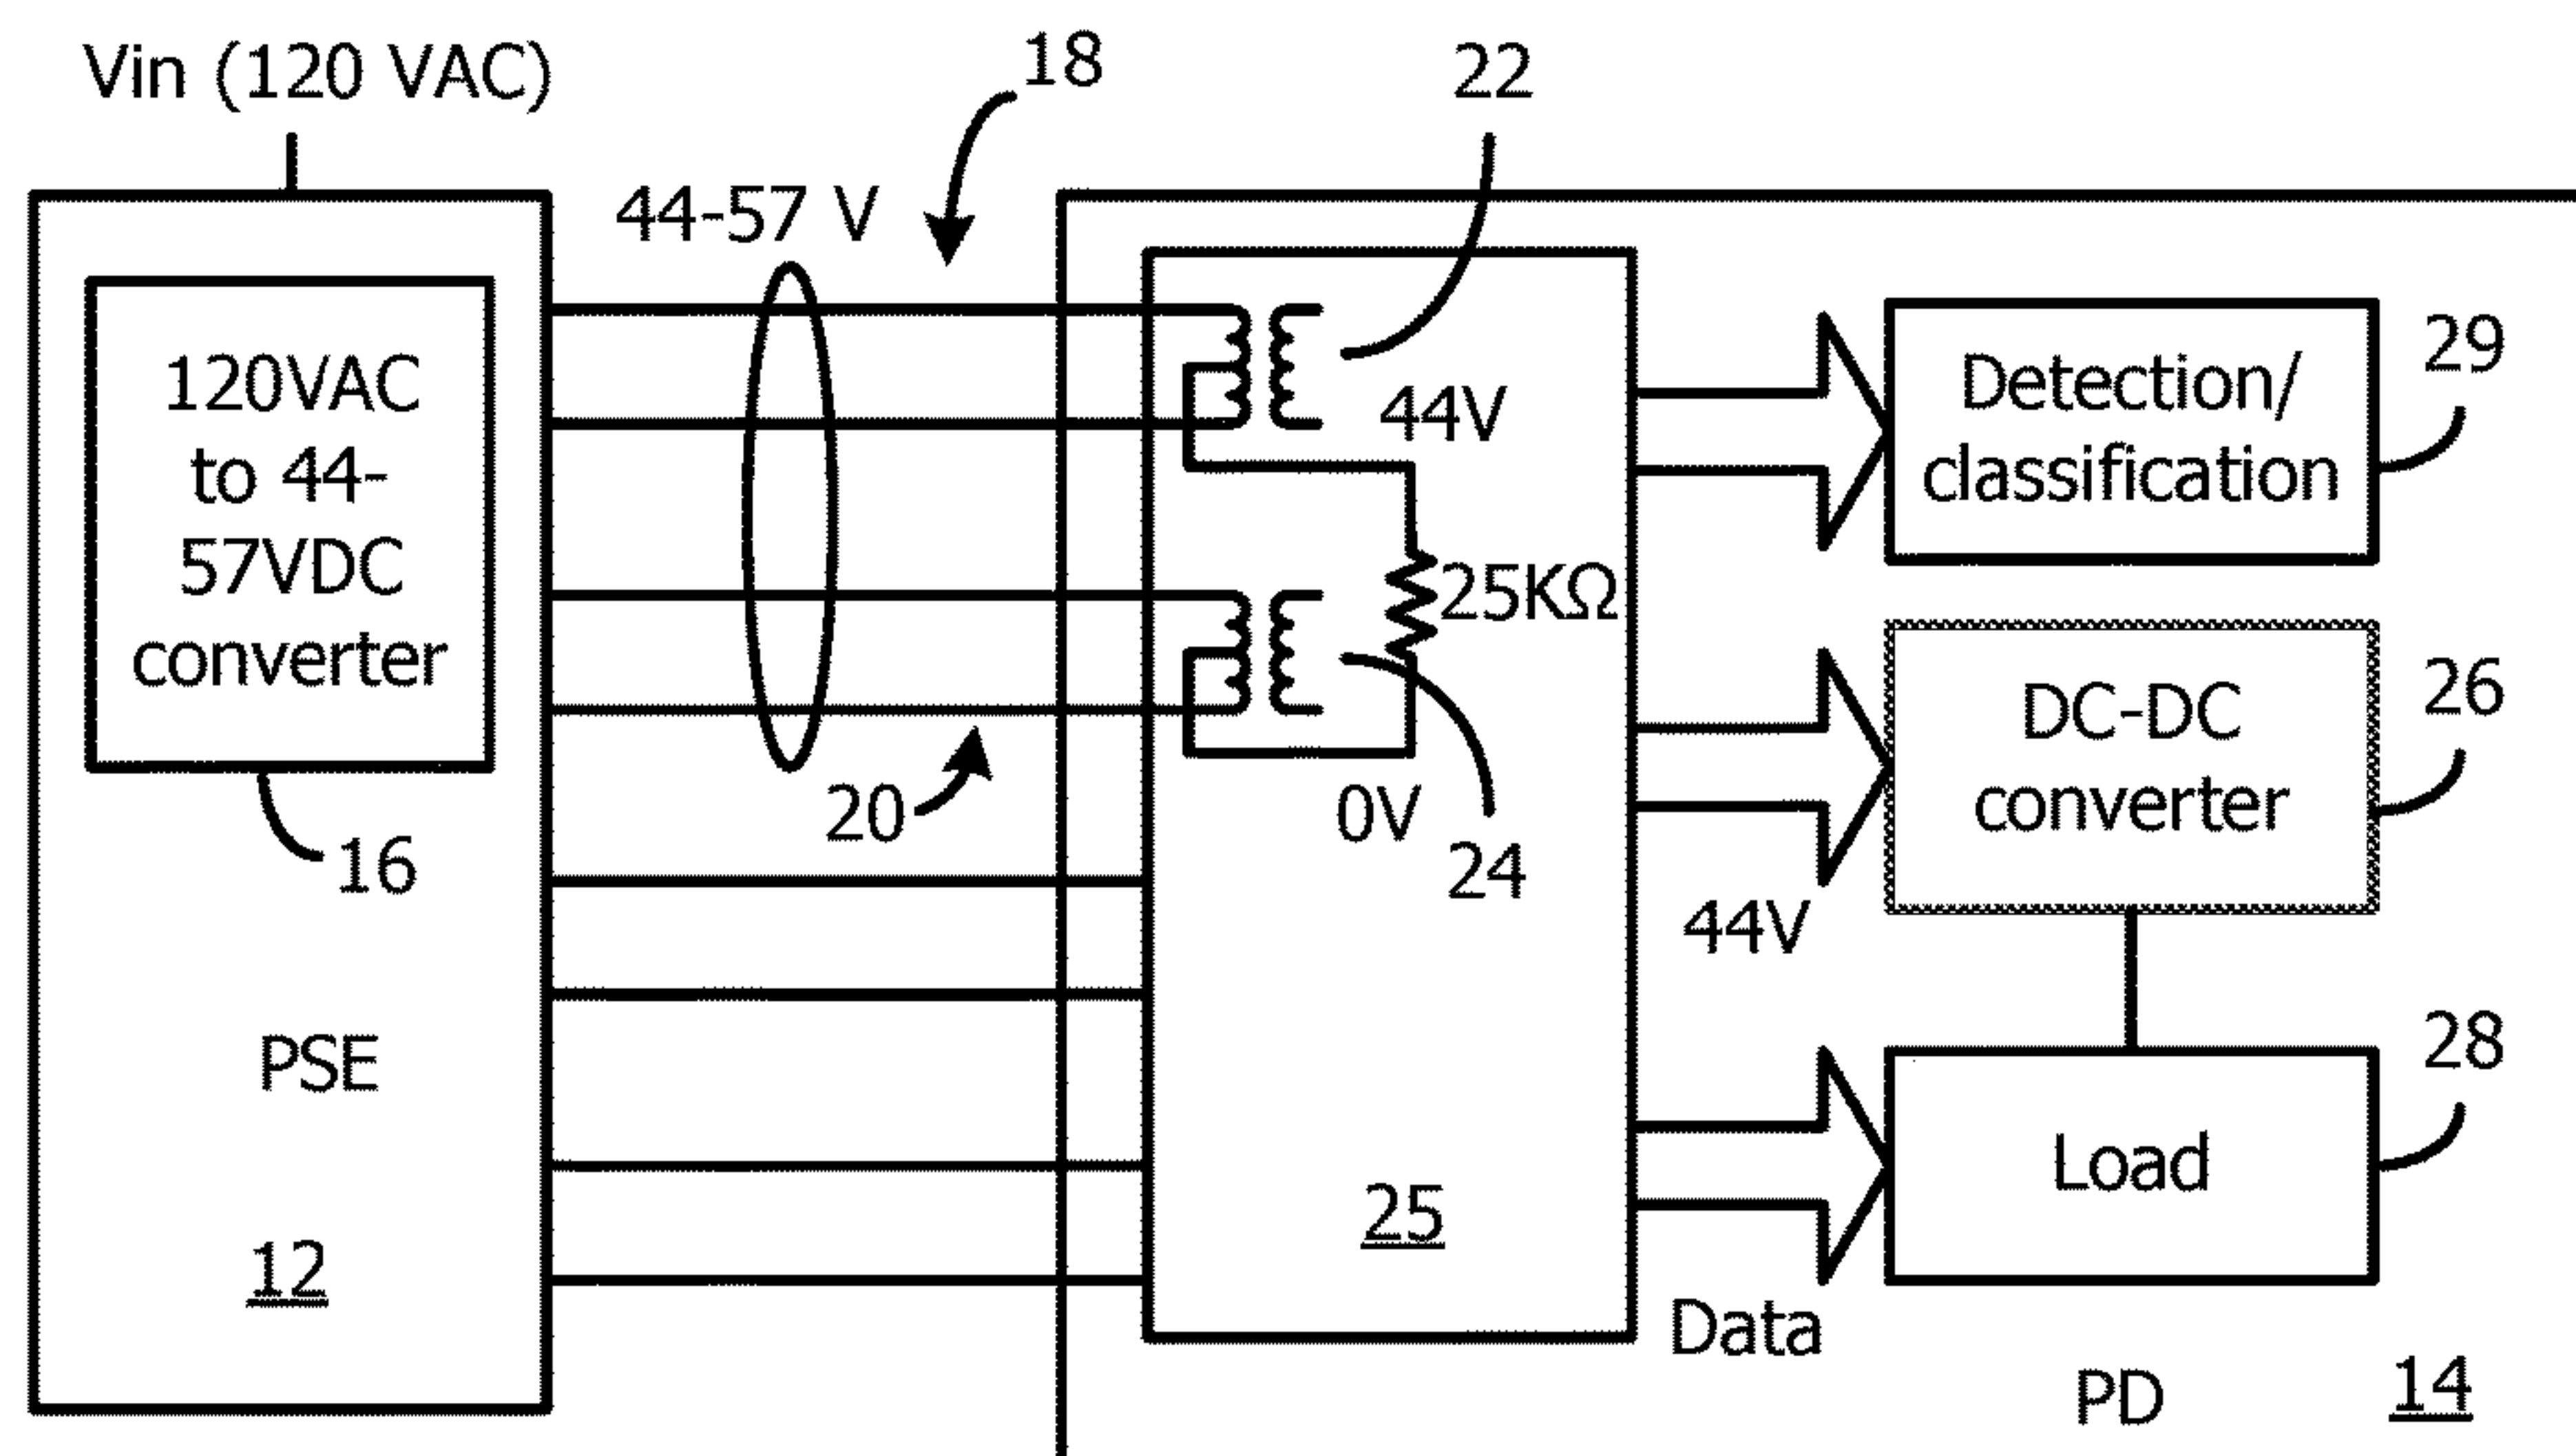 Vin (120 VAC)
18
22
44-57 V
120VAC
to 44-
57VDC
converter
16
PSE
12
20
44V
25KΩ
0V
24
25
Detection/
classification
29
DC-DC
converter
26
44V
Load
28
Data
PD
14